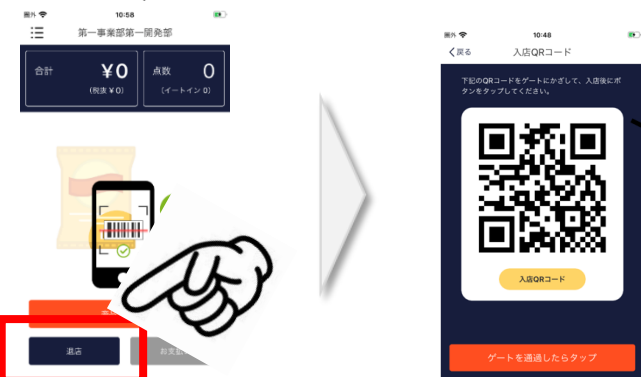 圏外
10:58
第一事業部第一開発部
合計
¥0
(税抜 ¥0)
点数
0
(イートイン 0)
退店
お支払
圏外
10:48
戻る
入店QRコード
下記のQRコードをゲートにかざして、入店後にボ
タンをタップしてください。
入店QRコード
ゲートを通過したらタップ